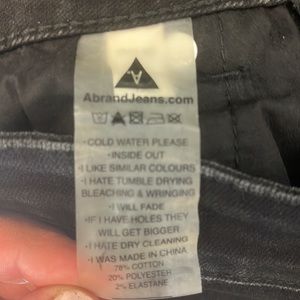 A
AbrandJeans.com
•COLD WATER PLEASE
•INSIDE OUT
•I LIKE SIMILAR COLOURS
•I HATE TUMBLE DRYING
BLEACHING & WRINGING
•I WILL FADE
•IF I HAVE HOLES THEY
WILL GET BIGGER
•I HATE DRY CLEANING
•I WAS MADE IN CHINA
78% COTTON
20% POLYESTER
2% ELASTANE